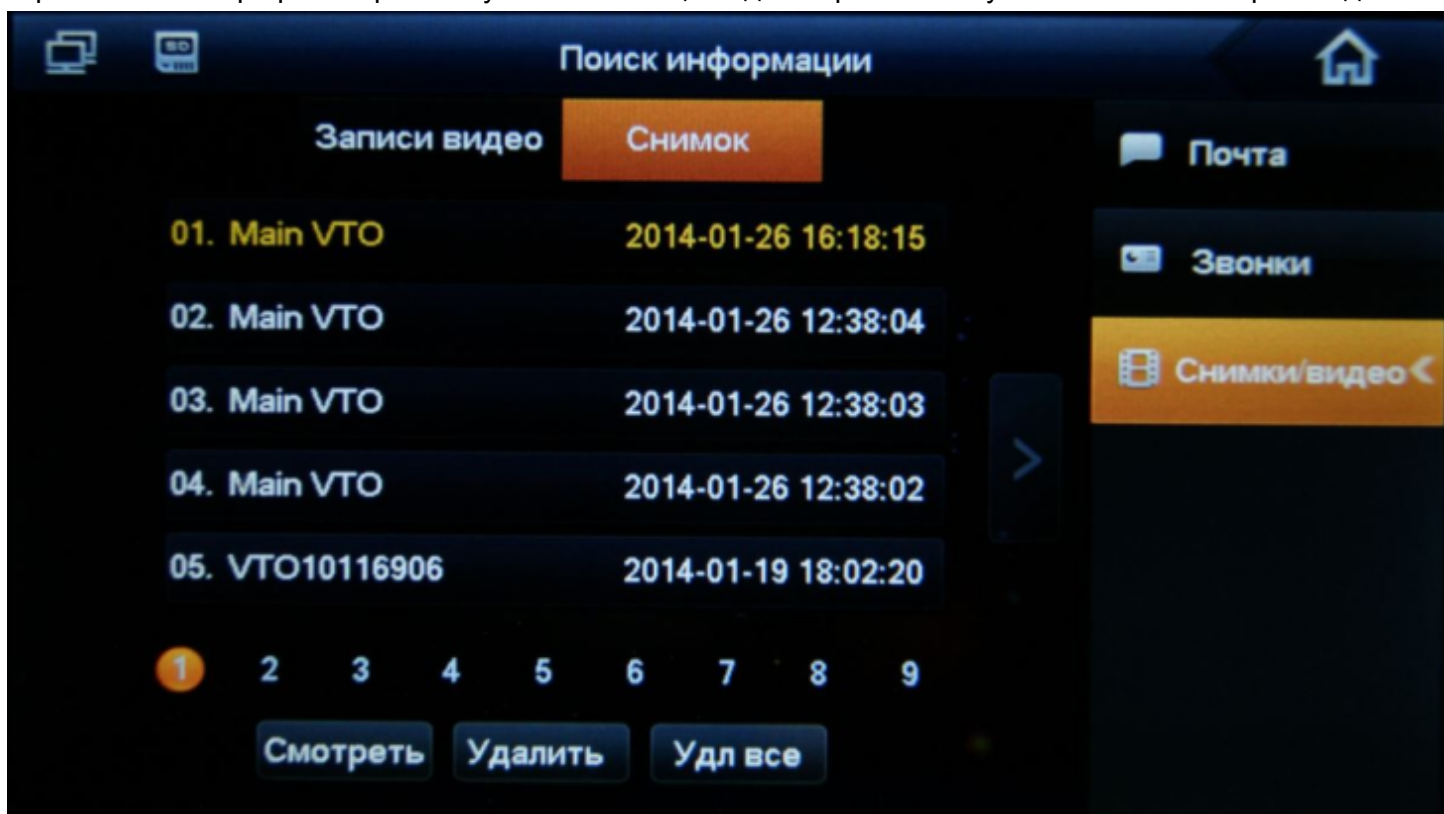 SD
Поиск информации
Записи видео Снимок
Почта
01. Main VTO 2014-01-26 16:18:15
Звонки
02. Main VTO 2014-01-26 12:38:04
Снимки/видео
03. Main VTO 2014-01-26 12:38:03
04. Main VTO 2014-01-26 12:38:02
05. VTO10116906 2014-01-19 18:02:20
1 2 3 4 5 6 7 8 9
Смотреть Удалить Удл все